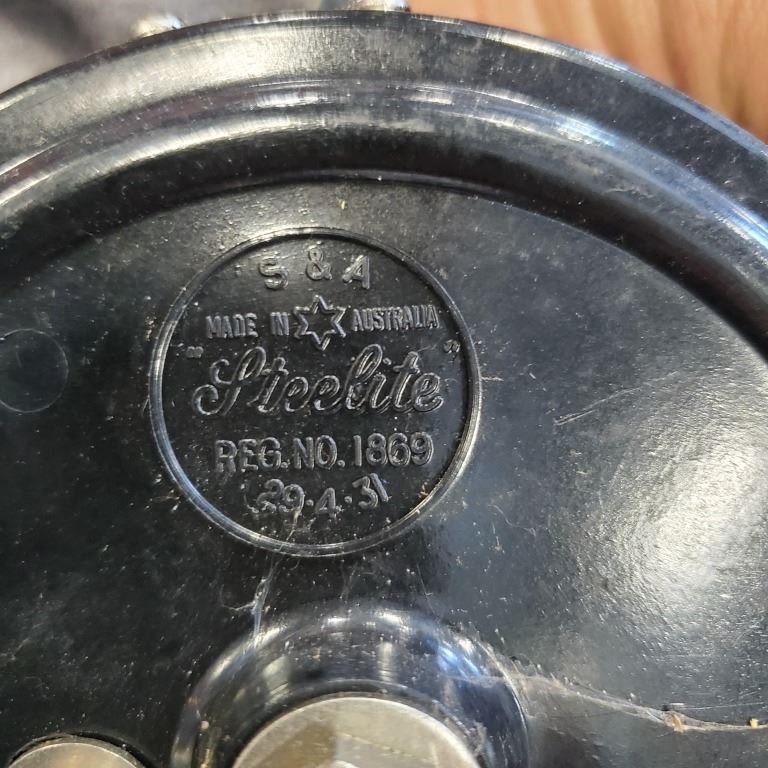 S & A
MADE IN AUSTRALIA
"Steelite"
REG. NO. 1869
29.4.31